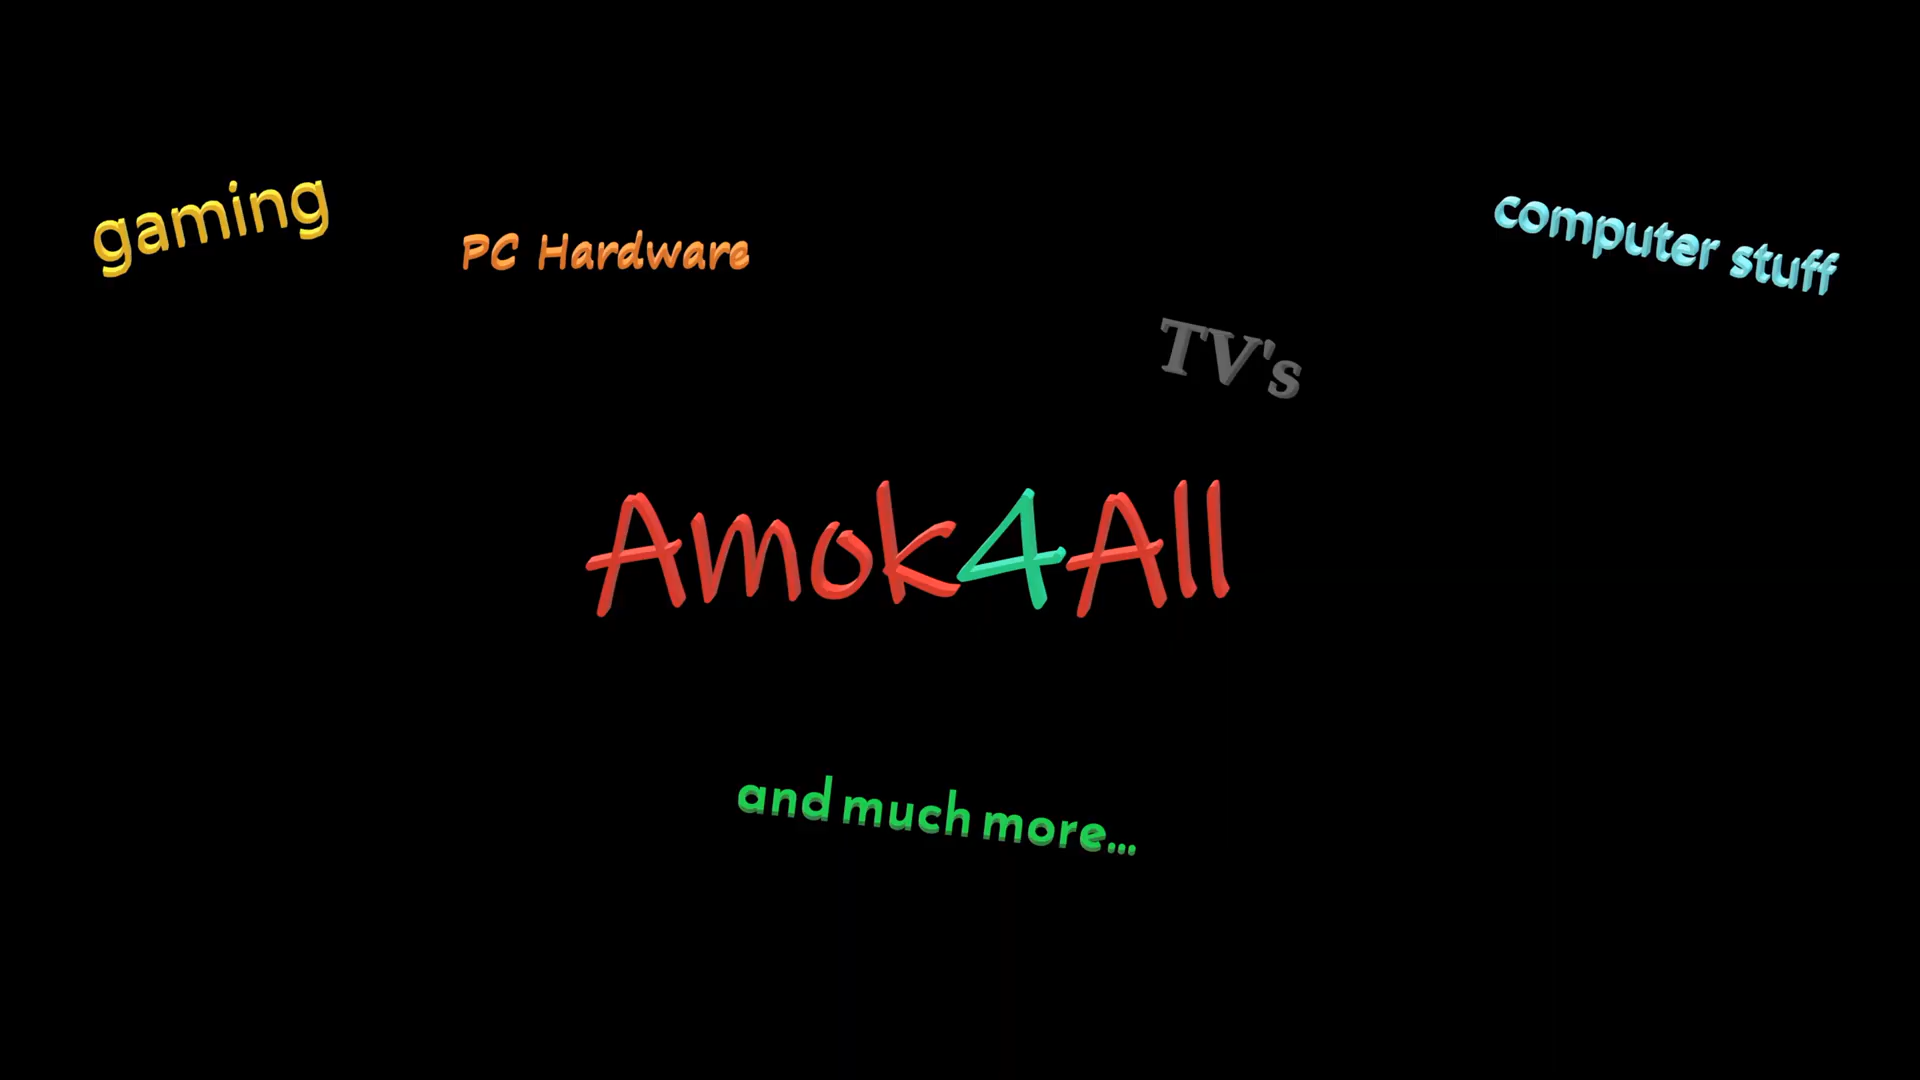 gaming
PC Hardware
computer stuff
TV's
Amok4All
and much more...